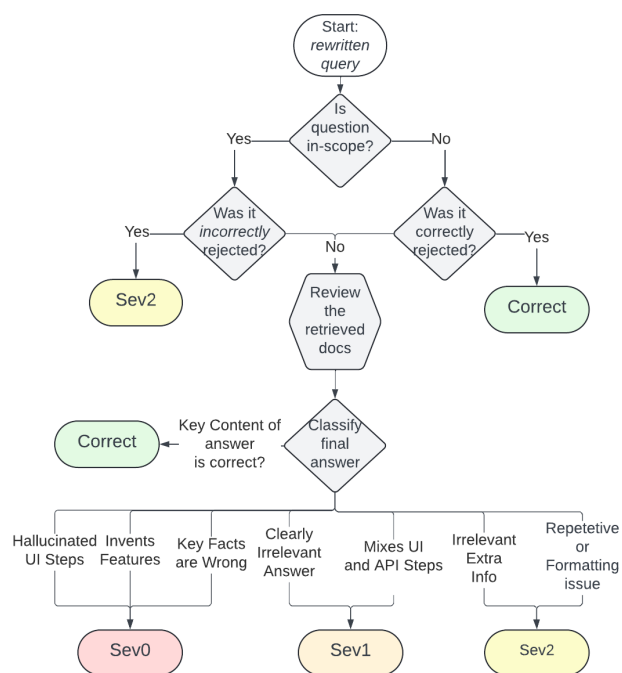 Start:
rewritten
query
Is
question
in-scope?
Yes
No
Was it
incorrectly
rejected?
Was it
correctly
rejected?
Yes
No
Yes
Sev2
Review
the
retrieved
docs
Correct
Correct
Key Content of
answer
is correct?
Classify
final
answer
Hallucinated
UI Steps
Invents
Features
Key Facts
are Wrong
Clearly
Irrelevant
Answer
Mixes UI
and API Steps
Irrelevant
Extra
Info
Repetetive
or
Formatting
issue
Sev0
Sev1
Sev2